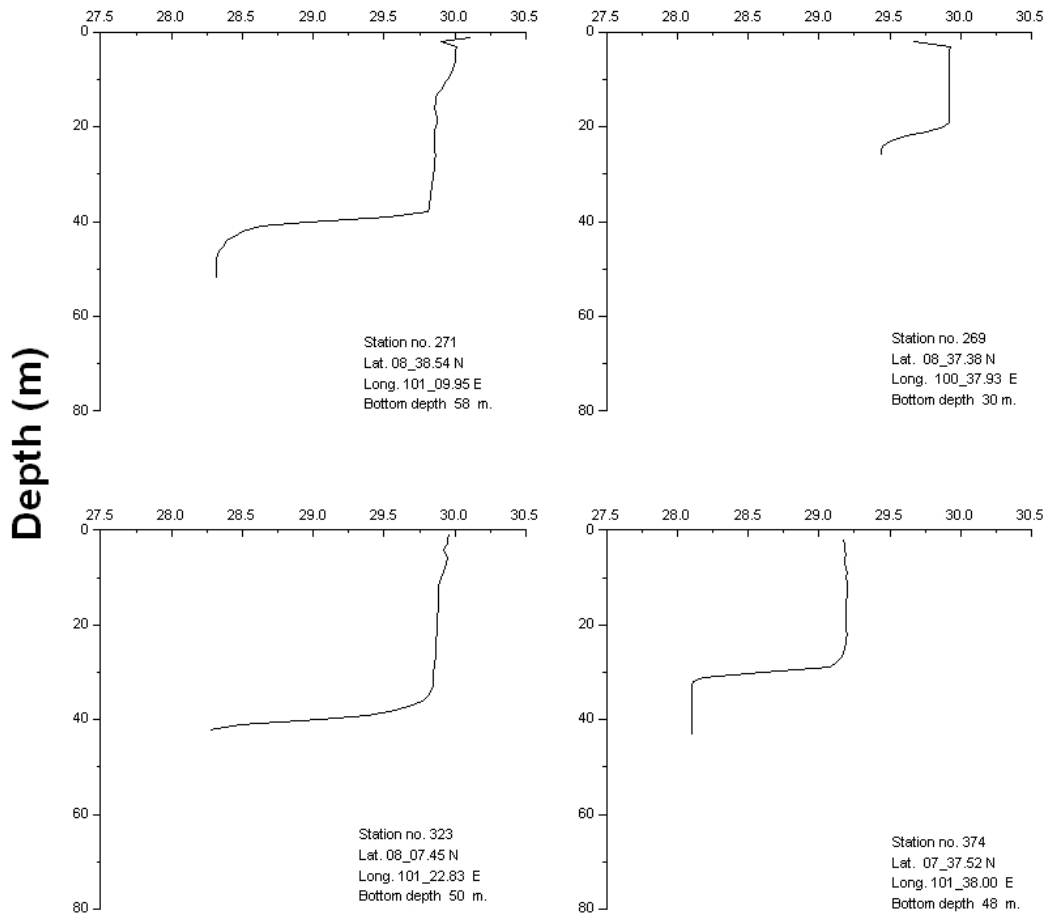 27.5 28.0 28.5 29.0 29.5 30.0 30.5
0
20
40
60
80
Station no. 271
Lat. 08_38.54 N
Long. 101_09.95 E
Bottom depth 58 m.
27.5 28.0 28.5 29.0 29.5 30.0 30.5
0
20
40
60
80
Station no. 269
Lat. 08_37.38 N
Long. 100_37.93 E
Bottom depth 30 m.
Depth (m)
27.5 28.0 28.5 29.0 29.5 30.0 30.5
0
20
40
60
80
Station no. 323
Lat. 08_07.45 N
Long. 101_22.83 E
Bottom depth 50 m.
27.5 28.0 28.5 29.0 29.5 30.0 30.5
0
20
40
60
80
Station no. 374
Lat. 07_37.52 N
Long. 101_38.00 E
Bottom depth 48 m.